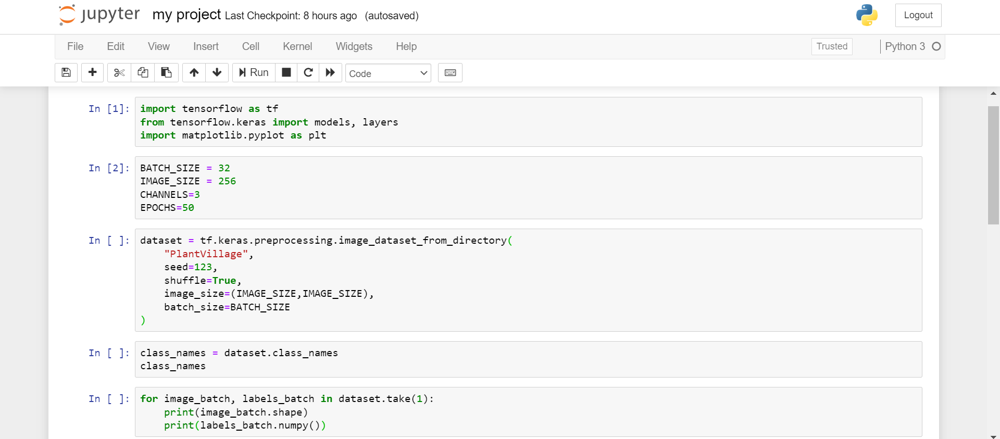 jupyter my project Last Checkpoint: 8 hours ago (autosaved) Logout
File Edit View Insert Cell Kernel Widgets Help Trusted Python 3
Run Code
In [1]: import tensorflow as tf
from tensorflow.keras import models, layers
import matplotlib.pyplot as plt
In [2]: BATCH_SIZE = 32
IMAGE_SIZE = 256
CHANNELS=3
EPOCHS=50
In [ ]: dataset = tf.keras.preprocessing.image_dataset_from_directory(
    "PlantVillage",
    seed=123,
    shuffle=True,
    image_size=(IMAGE_SIZE,IMAGE_SIZE),
    batch_size=BATCH_SIZE
)
In [ ]: class_names = dataset.class_names
class_names
In [ ]: for image_batch, labels_batch in dataset.take(1):
    print(image_batch.shape)
    print(labels_batch.numpy())